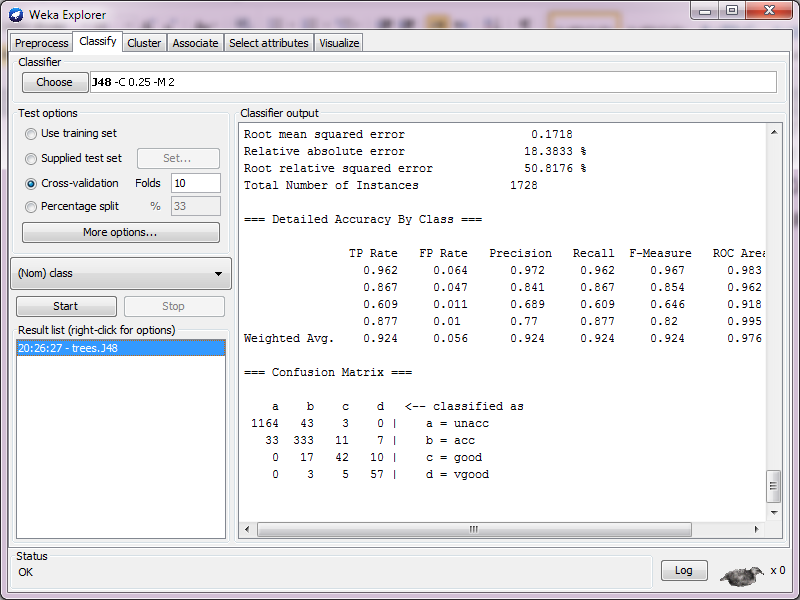 Weka Explorer
Preprocess Classify Cluster Associate Select attributes Visualize
Classifier
Choose J48 -C 0.25 -M 2
Test options
Use training set
Supplied test set Set...
Cross-validation Folds 10
Percentage split % 33
More options...
(Nom) class
Start Stop
Result list (right-click for options)
20:26:27 - trees.J48
Classifier output
Root mean squared error 0.1718
Relative absolute error 18.3833 %
Root relative squared error 50.8176 %
Total Number of Instances 1728
=== Detailed Accuracy By Class ===
TP Rate FP Rate Precision Recall F-Measure ROC Area
0.962 0.064 0.972 0.962 0.967 0.983
0.867 0.047 0.841 0.867 0.854 0.962
0.609 0.011 0.689 0.609 0.646 0.918
0.877 0.01 0.77 0.877 0.82 0.995
Weighted Avg. 0.924 0.056 0.924 0.924 0.924 0.976
=== Confusion Matrix ===
a b c d <-- classified as
1164 43 3 0 | a = unacc
33 333 11 7 | b = acc
0 17 42 10 | c = good
0 3 5 57 | d = vgood
Status
OK
Log x 0